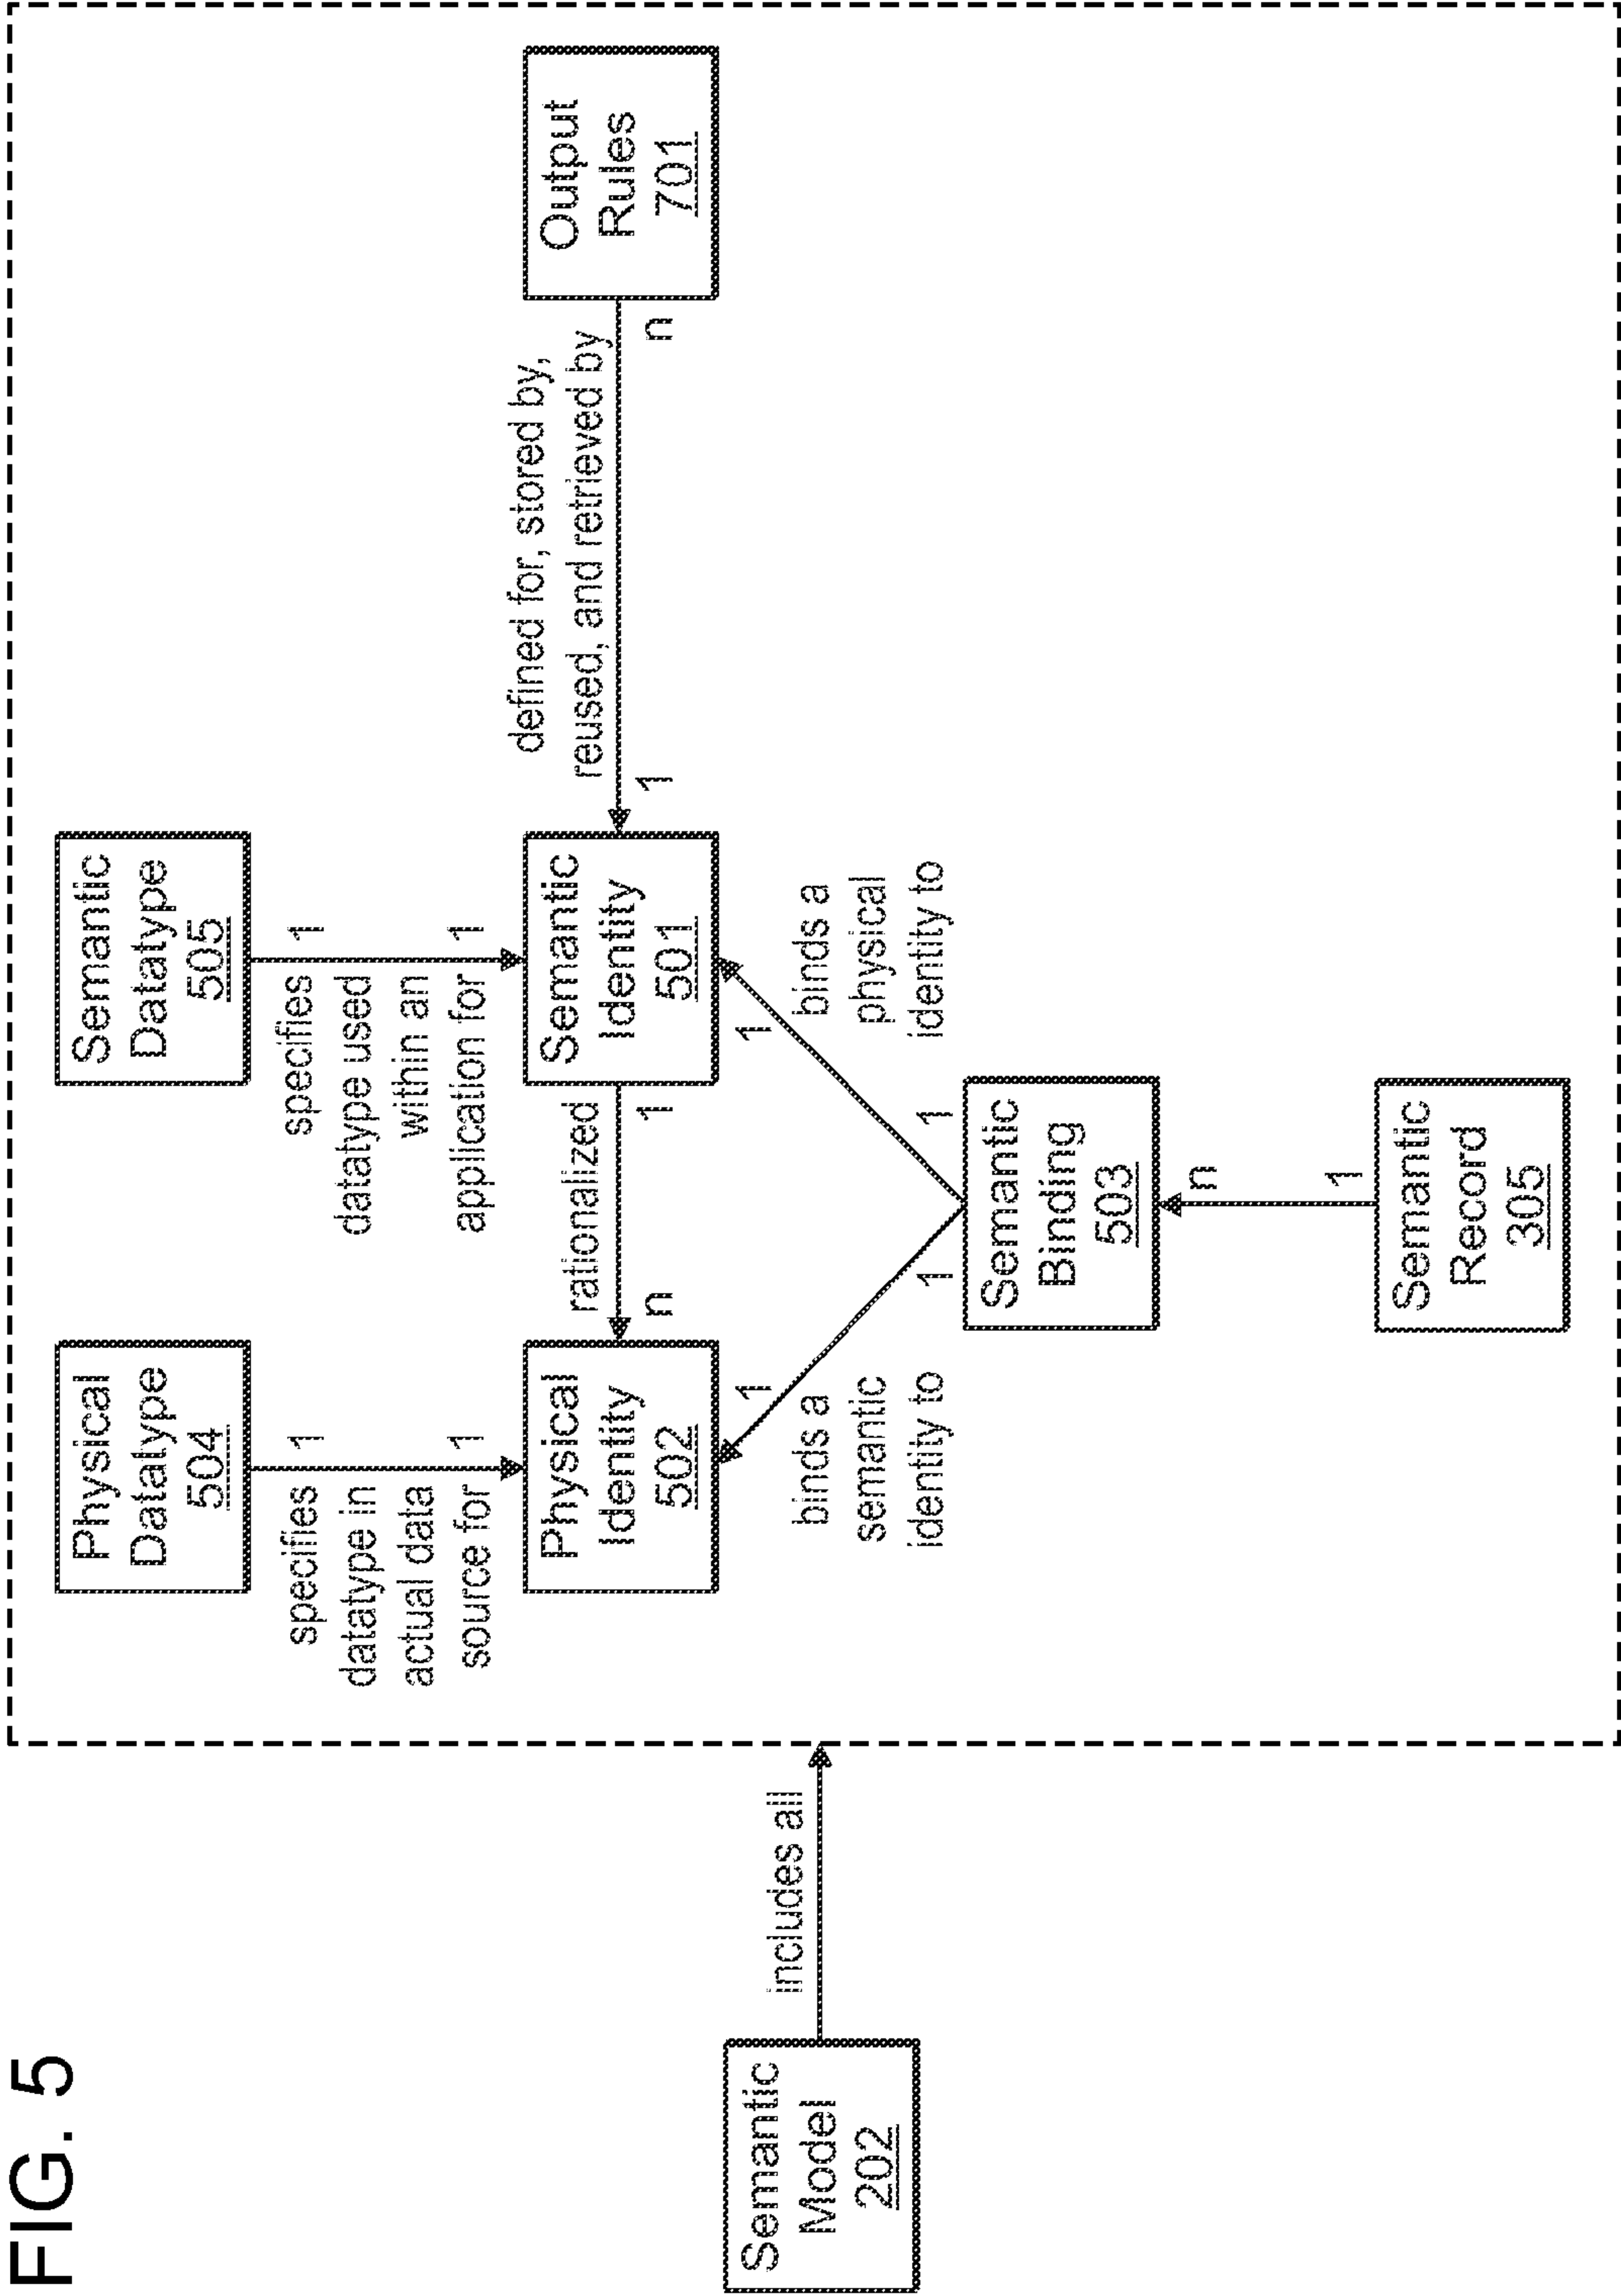 FIG. 5
Semantic
Model
202
includes all
Physical
Datatype
504
specifies
datatype in
actual data
source for
1
1
Semantic
Datatype
505
specifies
datatype used
within an
application for
1
1
Physical
Identity
502
rationalized
n
1
Semantic
Identity
501
defined for, stored by,
reused, and retrieved by
1
n
Output
Rules
701
binds a
semantic
identity to
1
1
binds a
physical
identity to
1
1
Semantic
Binding
503
n
1
Semantic
Record
305